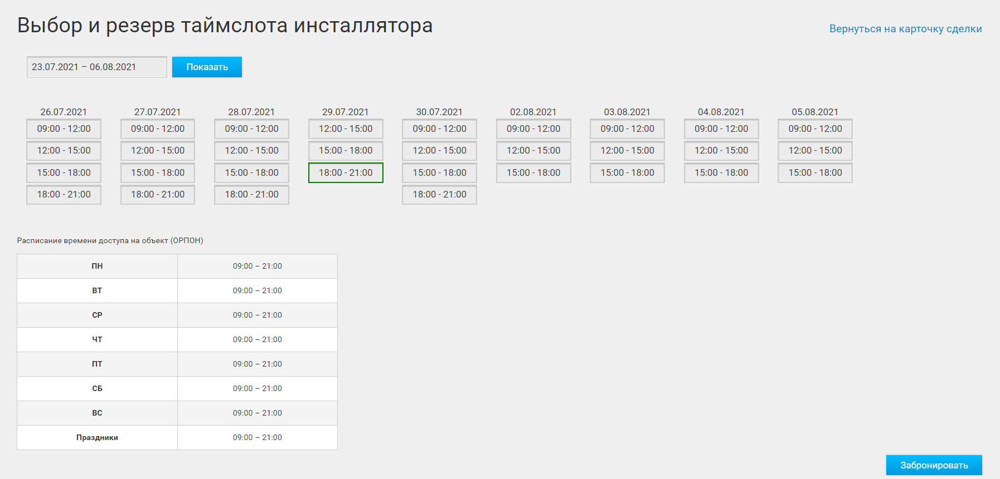 Выбор и резерв таймслота инсталлятора
Вернуться на карточку сделки
23.07.2021 – 06.08.2021 Показать
26.07.2021 27.07.2021 28.07.2021 29.07.2021 30.07.2021 02.08.2021 03.08.2021 04.08.2021 05.08.2021
09:00 - 12:00 09:00 - 12:00 09:00 - 12:00 12:00 - 15:00 09:00 - 12:00 09:00 - 12:00 09:00 - 12:00 09:00 - 12:00 09:00 - 12:00
12:00 - 15:00 12:00 - 15:00 12:00 - 15:00 15:00 - 18:00 12:00 - 15:00 12:00 - 15:00 12:00 - 15:00 12:00 - 15:00 12:00 - 15:00
15:00 - 18:00 15:00 - 18:00 15:00 - 18:00 18:00 - 21:00 15:00 - 18:00 15:00 - 18:00 15:00 - 18:00 15:00 - 18:00 15:00 - 18:00
18:00 - 21:00 18:00 - 21:00 18:00 - 21:00 18:00 - 21:00
Расписание времени доступа на объект (ОРПОН)
ПН 09:00 – 21:00
ВТ 09:00 – 21:00
СР 09:00 – 21:00
ЧТ 09:00 – 21:00
ПТ 09:00 – 21:00
СБ 09:00 – 21:00
ВС 09:00 – 21:00
Праздники 09:00 – 21:00
Забронировать